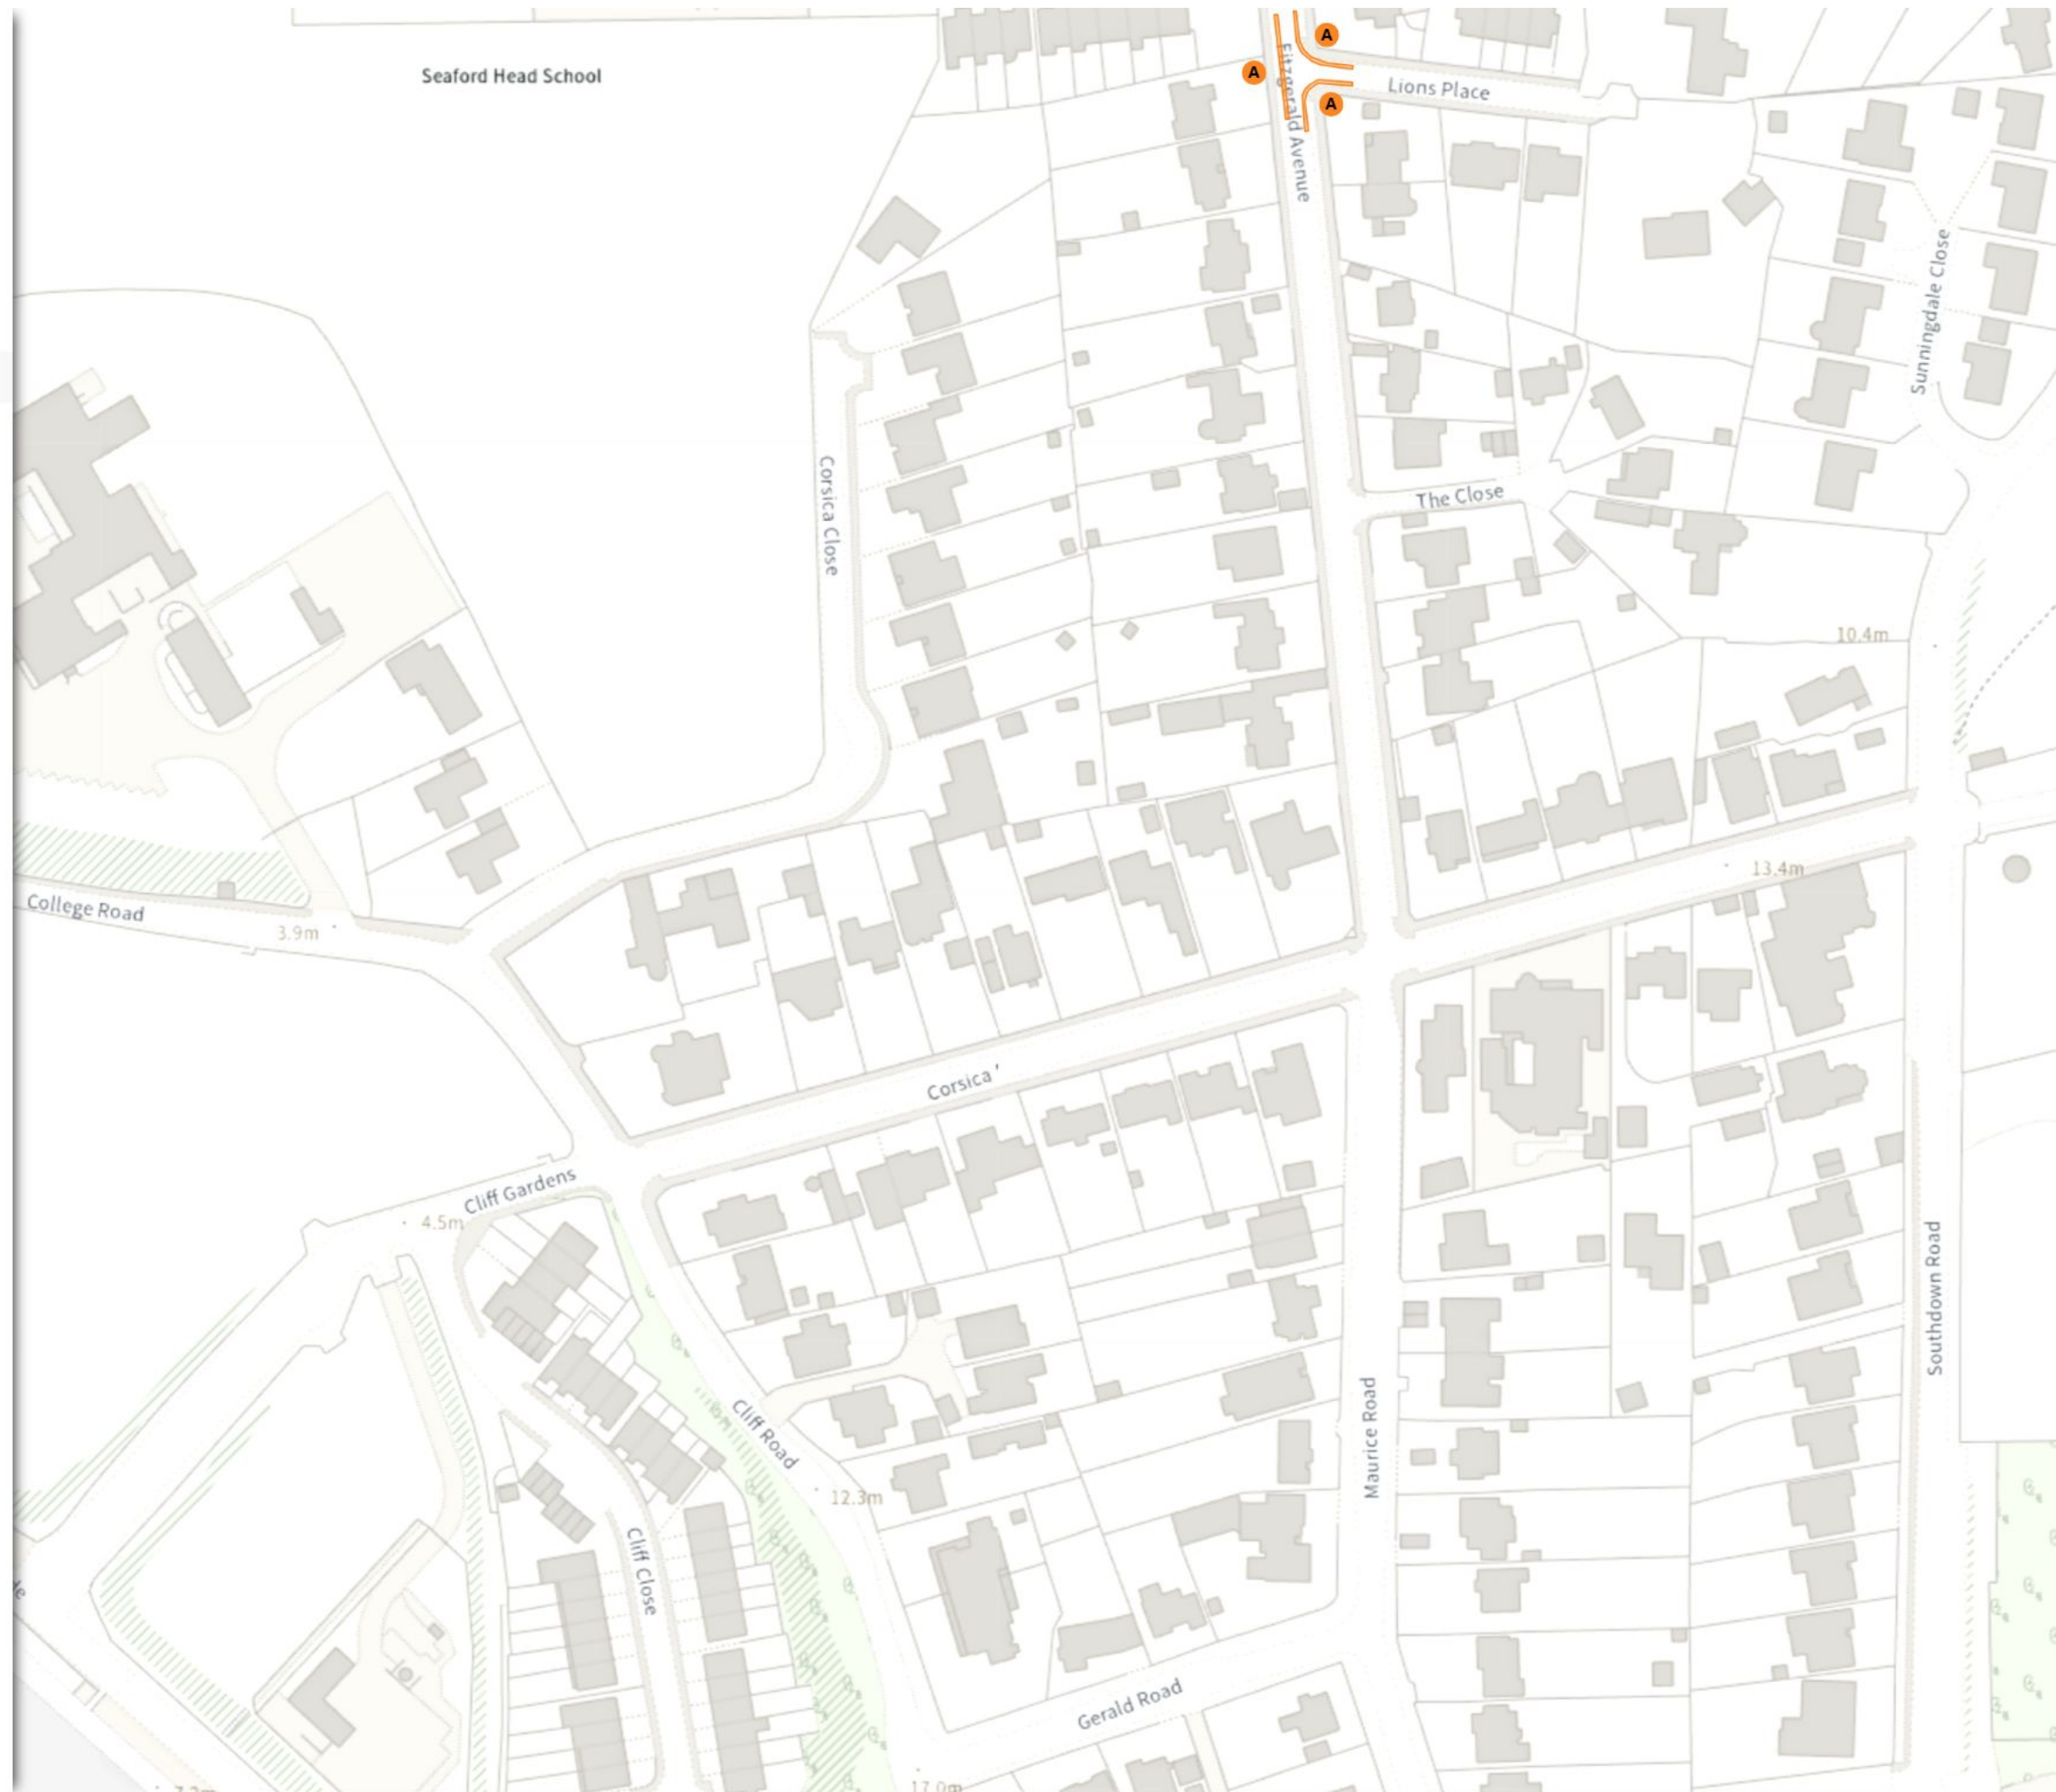 A
Seaford Head School
A
Fitzgerald Avenue
Lions Place
A
Sunningdale Close
Corsica Close
The Close
10.4m
13.4m
College Road
3.9m
Corsica '
Cliff Gardens
4.5m
Southdown Road
Maurice Road
Cliff Road
12.3m
Cliff Close
Gerald Road
17.0m